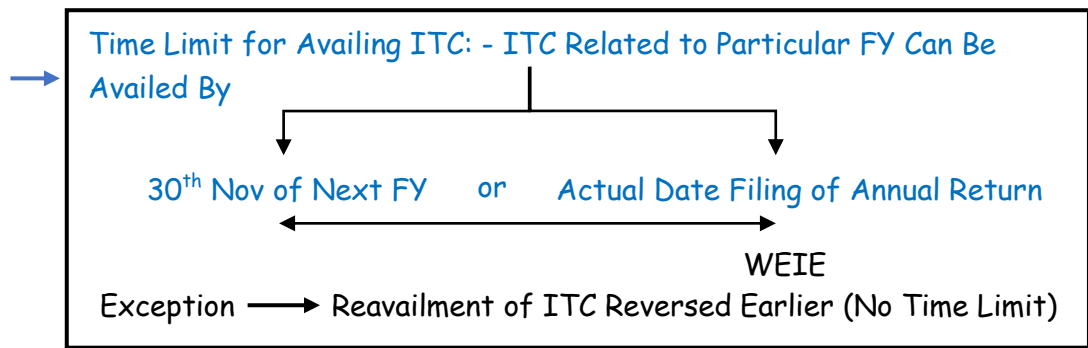 Time Limit for Availing ITC: - ITC Related to Particular FY Can Be
Availed By
30th Nov of Next FY or Actual Date Filing of Annual Return
WEIE
Exception Reavailment of ITC Reversed Earlier (No Time Limit)